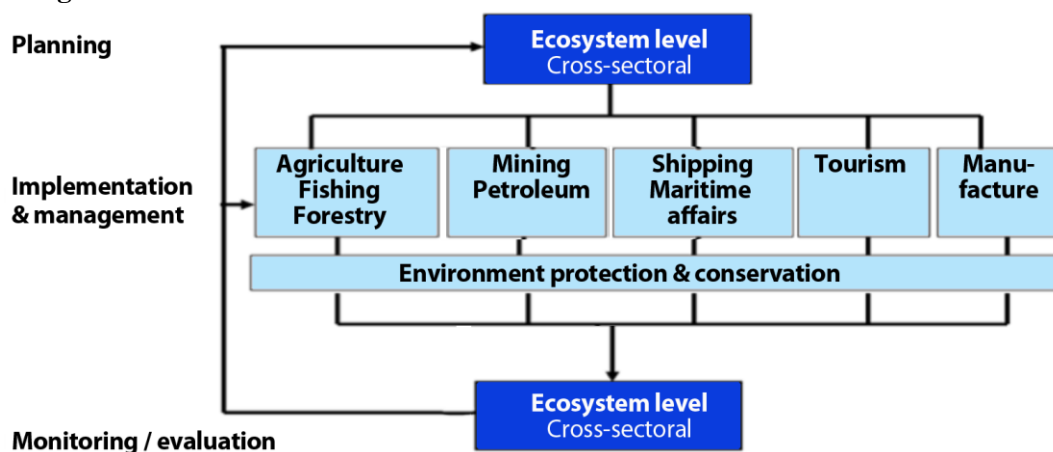 Planning
Ecosystem level
Cross-sectoral
Implementation
& management
Agriculture
Fishing
Forestry
Mining
Petroleum
Shipping
Maritime
affairs
Tourism
Manu-
facture
Environment protection & conservation
Ecosystem level
Cross-sectoral
Monitoring / evaluation